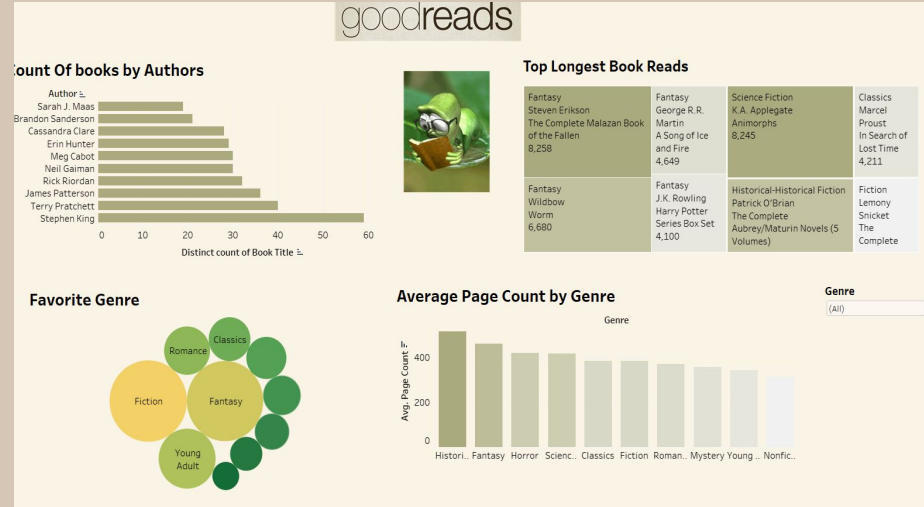 goodreads
Count Of books by Authors
Author
Sarah J. Maas
Brandon Sanderson
Cassandra Clare
Erin Hunter
Meg Cabot
Neil Gaiman
Rick Riordan
James Patterson
Terry Pratchett
Stephen King
0 10 20 30 40 50 60
Distinct count of Book Title
Top Longest Book Reads
Fantasy
Steven Erikson
The Complete Malazan Book
of the Fallen
8,258
Fantasy
George R.R.
Martin
A Song of Ice
and Fire
4,649
Science Fiction
K.A. Applegate
Animorphs
8,245
Classics
Marcel
Proust
In Search of
Lost Time
4,211
Fantasy
Wildbow
Worm
6,680
Fantasy
J.K. Rowling
Harry Potter
Series Box Set
4,100
Historical-Historical Fiction
Patrick O'Brian
The Complete
Aubrey/Maturin Novels (5
Volumes)
Fiction
Lemony
Snicket
The
Complete
Favorite Genre
Classics
Romance
Fiction
Fantasy
Young
Adult
Average Page Count by Genre
Genre
Avg. Page Count
400
200
0
Histori.. Fantasy Horror Scienc.. Classics Fiction Roman.. Mystery Young .. Nonfic..
Genre
(All)